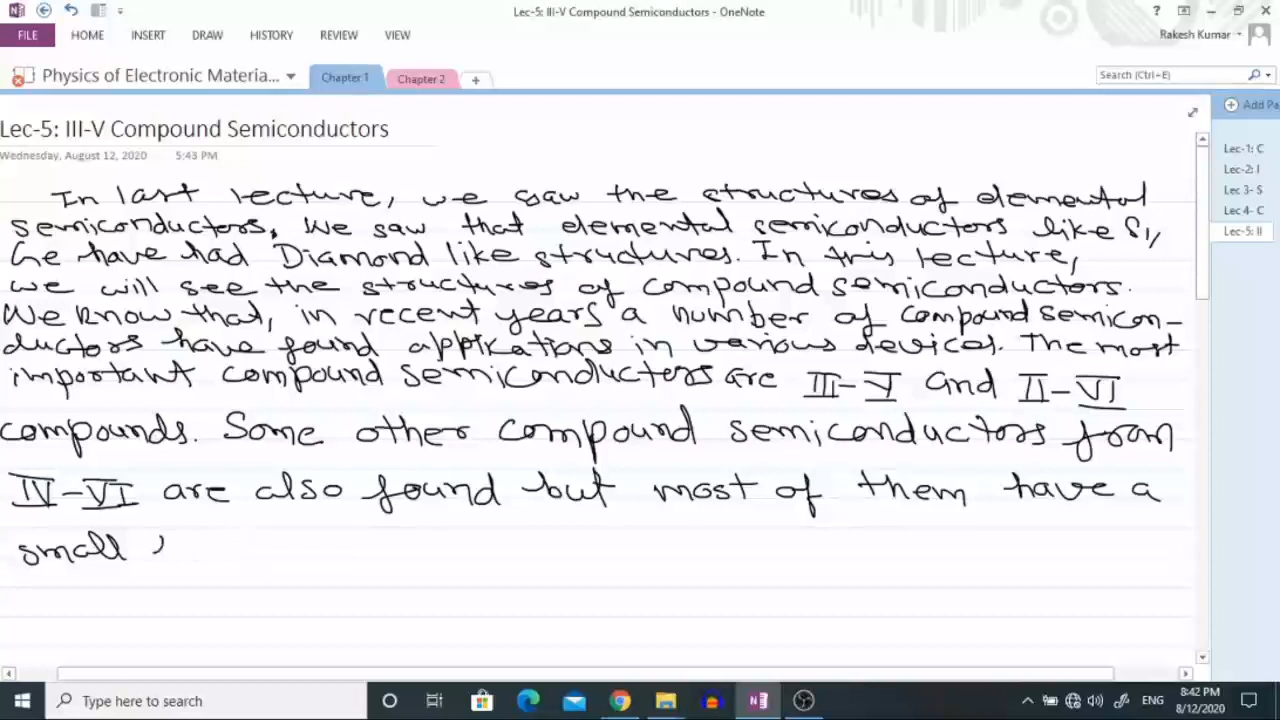 Lec-5: III-V Compound Semiconductors - OneNote
?
FILE HOME INSERT DRAW HISTORY REVIEW VIEW
Rakesh Kumar
Physics of Electronic Materia... Chapter 1 Chapter 2 +
Search (Ctrl+E)
Add Pa
Lec-5: III-V Compound Semiconductors
Wednesday, August 12, 2020 5:43 PM
Lec-1: C
Lec-2: I
Lec 3- S
Lec 4- C
Lec-5: II
In last lecture, we saw the structures of elemental
semiconductors. We saw that elemental semiconductors like Si,
Ge have had Diamond like structures. In this lecture,
we will see the structures of compound semiconductors.
We know that, in recent years a number of compound semicon-
ductors have found applications in various devices. The most
important compound semiconductors are III-V and II-VI
compounds. Some other compound semiconductors from
IV-VI are also found but most of them have a
small
Type here to search
ENG
8:42 PM
8/12/2020